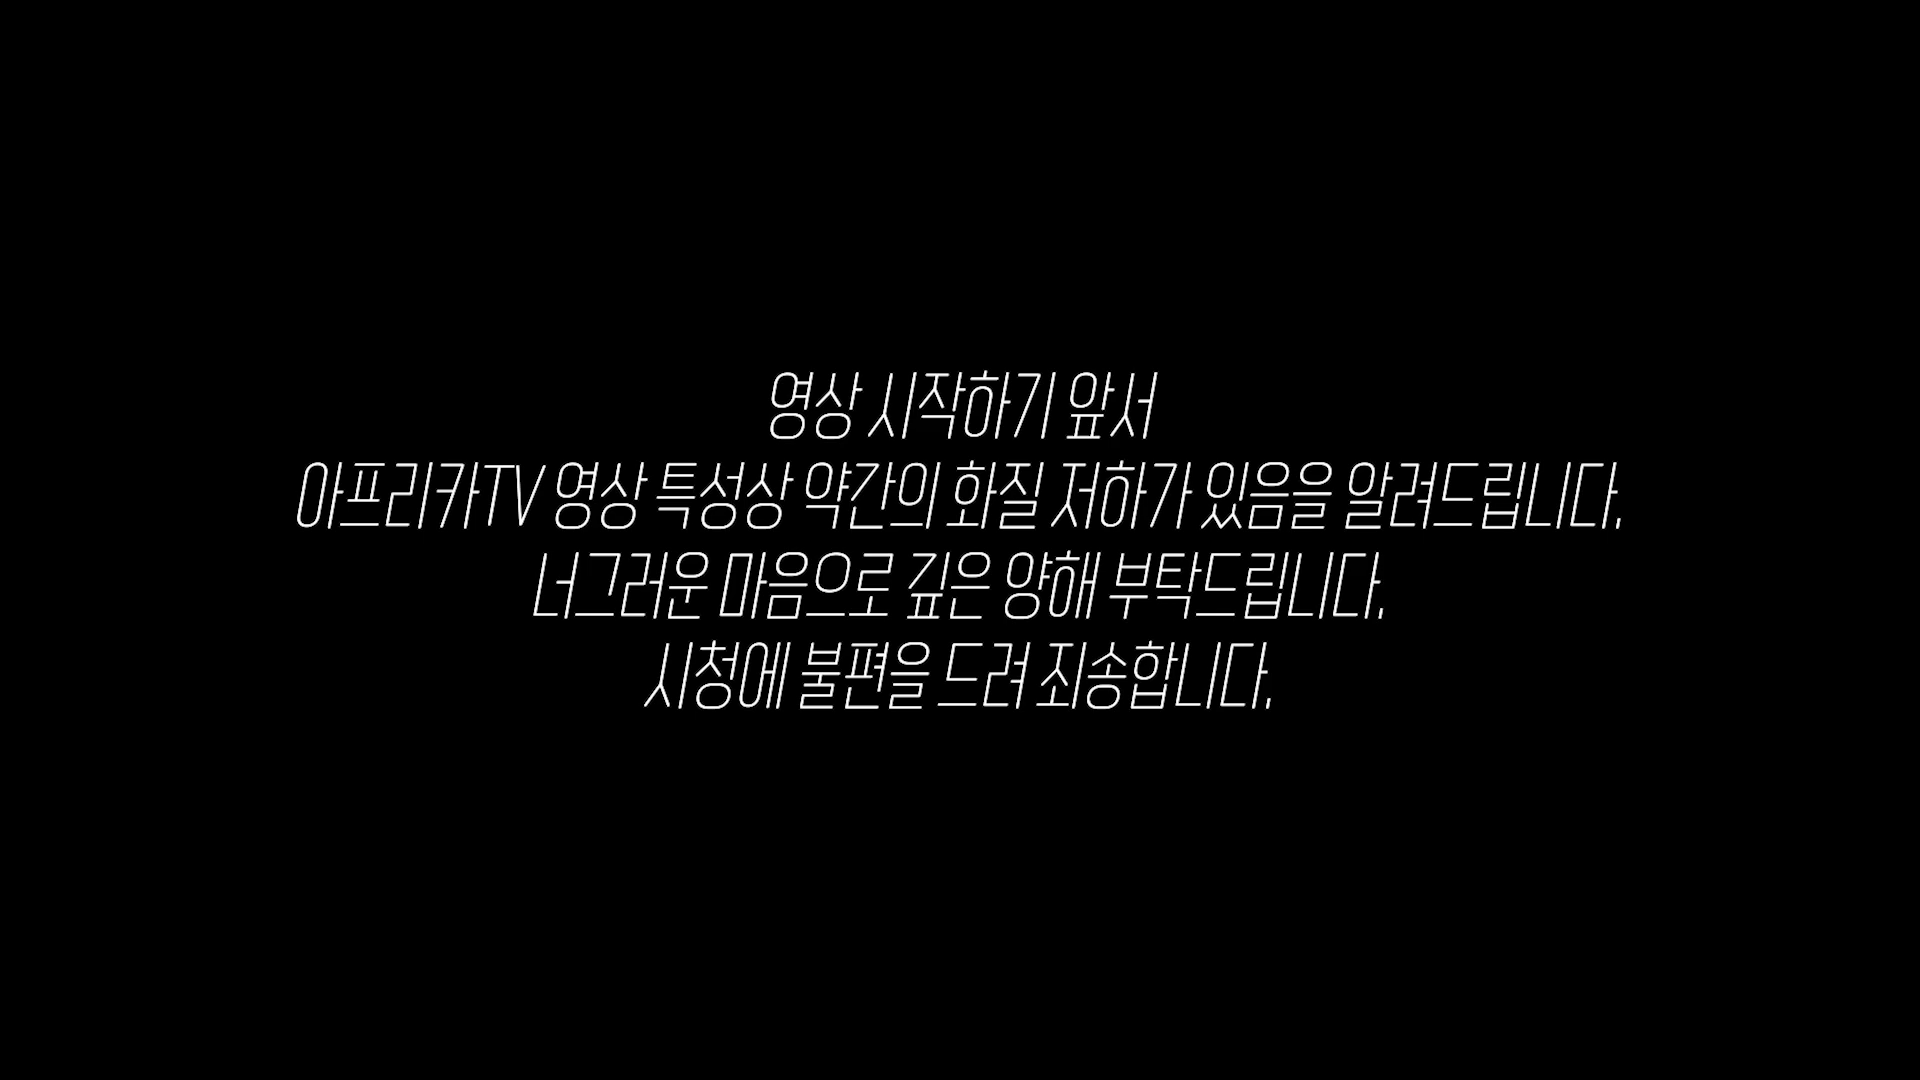 영상 시작하기 앞서
아프리카TV 영상 특성상 약간의 화질 저하가 있음을 알려드립니다.
너그러운 마음으로 깊은 양해 부탁드립니다.
시청에 불편을 드려 죄송합니다.